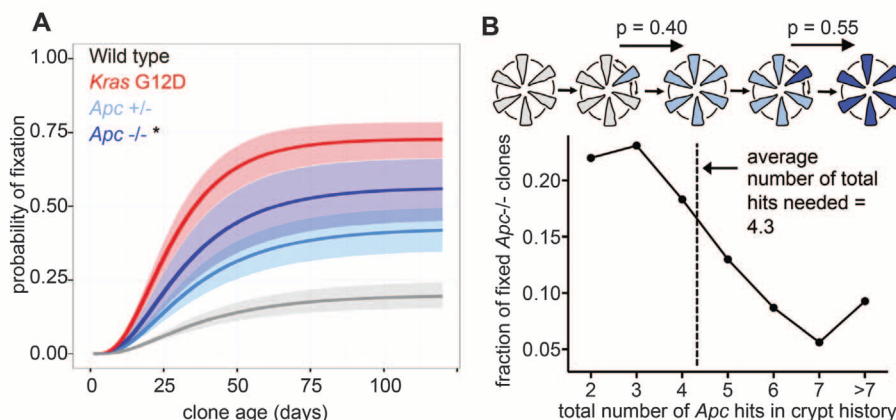 A
Wild type
Kras G12D
Apc +/-
Apc -/- *
probability of fixation
1.00
0.75
0.50
0.25
0.00
0
25
50
75
100
clone age (days)
B
p = 0.40
p = 0.55
average
number of total
hits needed =
4.3
fraction of fixed Apc-/- clones
0.20
0.15
0.10
0.05
2
3
4
5
6
7
>7
total number of Apc hits in crypt history